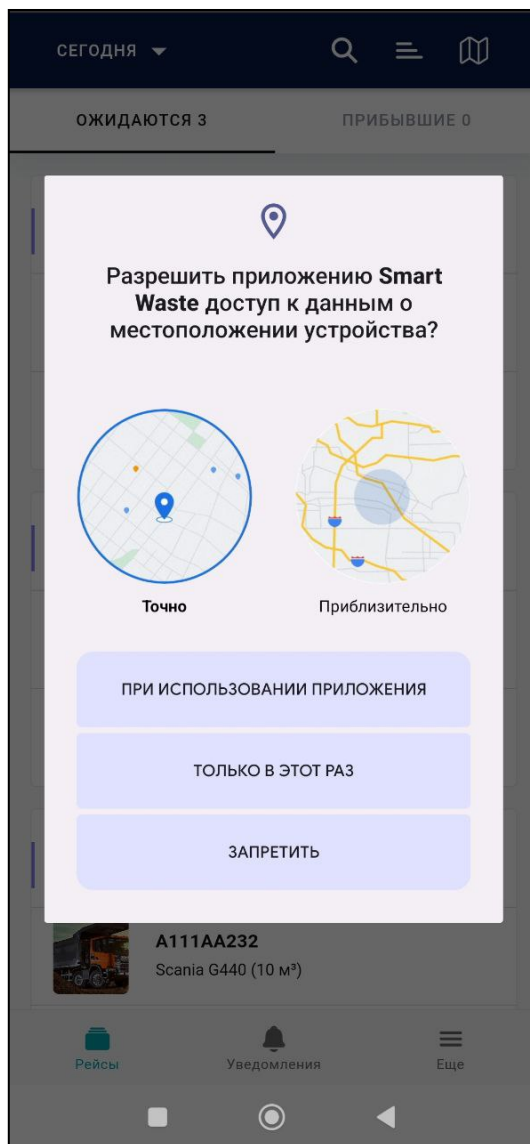 СЕГОДНЯ
ОЖИДАЮТСЯ 3
ПРИБЫВШИЕ 0
Разрешить приложению Smart
Waste доступ к данным о
местоположении устройства?
Точно
Приблизительно
ПРИ ИСПОЛЬЗОВАНИИ ПРИЛОЖЕНИЯ
ТОЛЬКО В ЭТОТ РАЗ
ЗАПРЕТИТЬ
A111AA232
Scania G440 (10 м³)
Рейсы
Уведомления
Еще